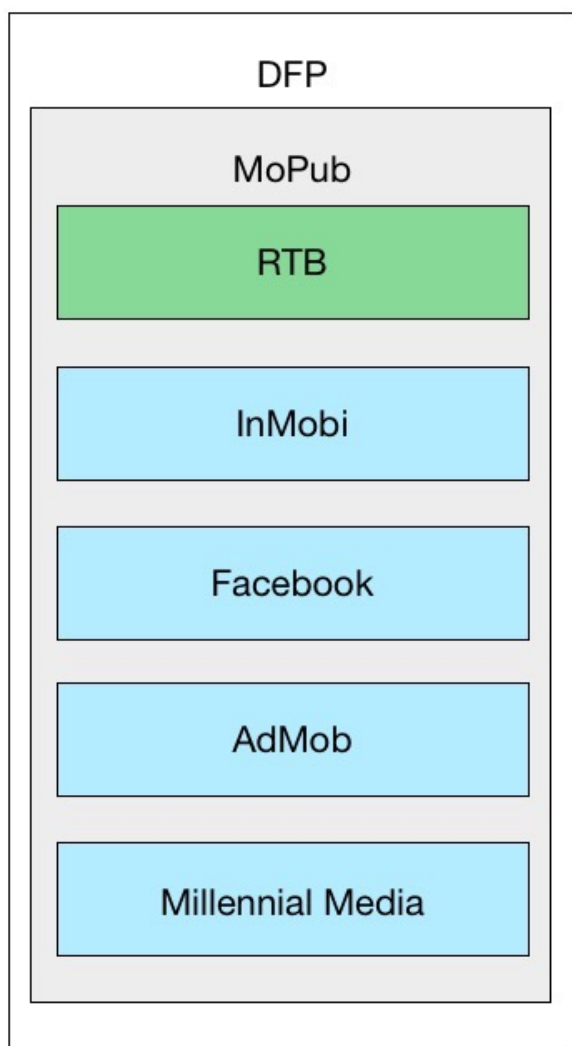 DFP
MoPub
RTB
InMobi
Facebook
AdMob
Millennial Media